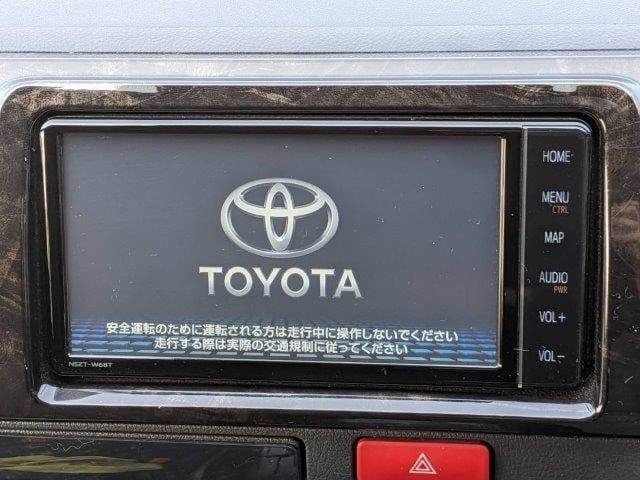 TOYOTA
安全運転のために運転される方は走行中に操作しないでください
走行する際は実際の交通規制に従ってください
NSZT-W68T
HOME
MENU
CTRL
MAP
AUDIO
PWR
VOL+
VOL−